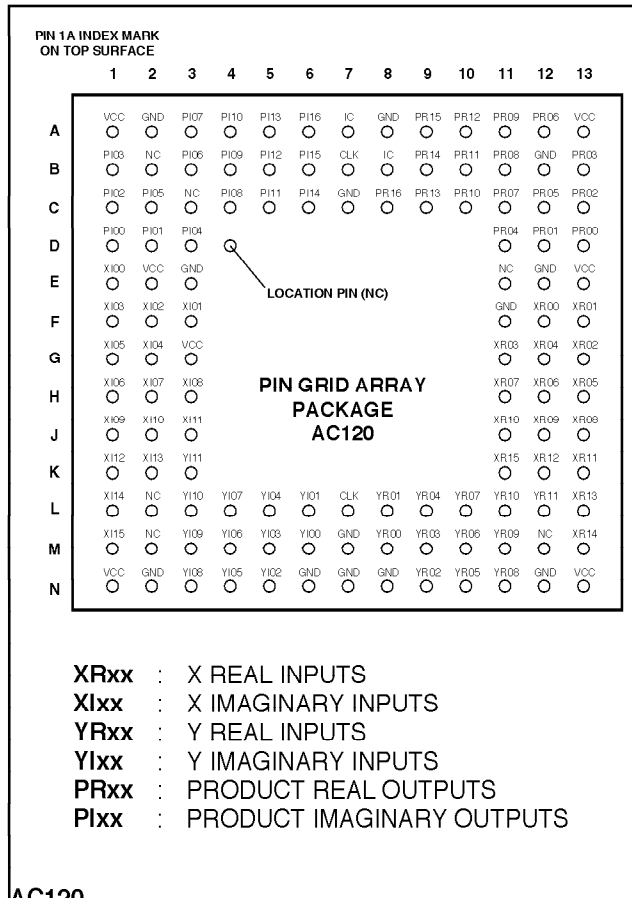 PIN 1A INDEX MARK
ON TOP SURFACE
1 2 3 4 5 6 7 8 9 10 11 12 13
VCC GND PI07 PI10 PI13 PI16 IC GND PR15 PR12 PR09 PR06 VCC
A
PI03 NC PI06 PI09 PI12 PI15 CLK IC PR14 PR11 PR08 GND PR03
B
PI02 PI05 NC PI08 PI11 PI14 GND PR16 PR13 PR10 PR07 PR05 PR02
C
PI00 PI01 PI04 PR04 PR01 PR00
D
XI00 VCC GND NC GND VCC
E
LOCATION PIN (NC)
XI03 XI02 XI01 GND XR00 XR01
F
XI05 XI04 VCC XR03 XR04 XR02
G
XI06 XI07 XI08 XR07 XR06 XR05
H
PIN GRID ARRAY
PACKAGE
AC120
XI09 XI10 XI11 XR10 XR09 XR08
J
XI12 XI13 YI11 XR15 XR12 XR11
K
XI14 NC YI10 YI07 YI04 YI01 CLK YR01 YR04 YR07 YR10 YR11 XR13
L
XI15 NC YI09 YI06 YI03 YI00 GND YR00 YR03 YR06 YR09 NC XR14
M
VCC GND YI08 YI05 YI02 GND GND GND YR02 YR05 YR08 GND VCC
N
XRxx : X REAL INPUTS
XIxx : X IMAGINARY INPUTS
YRxx : Y REAL INPUTS
YIxx : Y IMAGINARY INPUTS
PRxx : PRODUCT REAL OUTPUTS
PIxx : PRODUCT IMAGINARY OUTPUTS
AC120